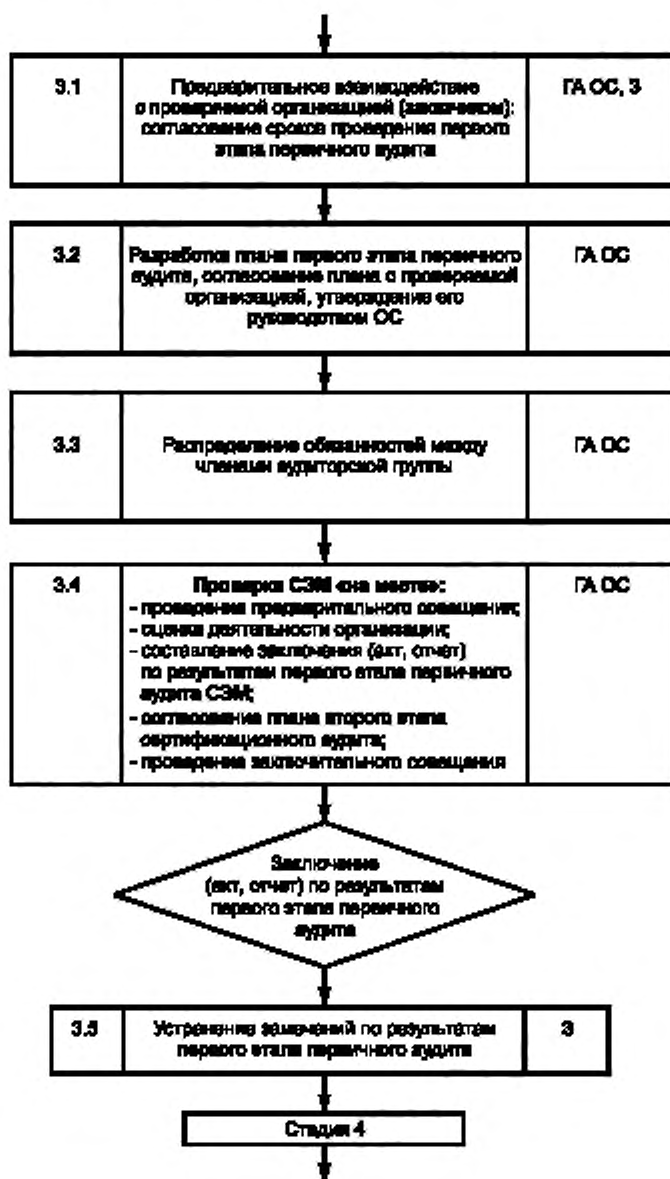 3.1
Предварительное взаимодействие
с проверяемой организацией (заказчиком):
согласование сроков проведения первого
этапа первичного аудита
ГА ОС, З
3.2
Разработка плана первого этапа первичного
аудита, согласование плана с проверяемой
организацией, утверждение его
руководством ОС
ГА ОС
3.3
Распределение обязанностей между
членами аудиторской группы
ГА ОС
3.4
Проверка СЭМ «на месте»:
- проведение предварительного совещания;
- оценка деятельности организации;
- составление заключения (акт, отчет)
по результатам первого этапа первичного
аудита СЭМ;
- согласование плана второго этапа
сертификационного аудита;
- проведение заключительного совещания
ГА ОС
Заключение
(акт, отчет) по результатам
первого этапа первичного
аудита
3.5
Устранение замечаний по результатам
первого этапа первичного аудита
З
Стадия 4